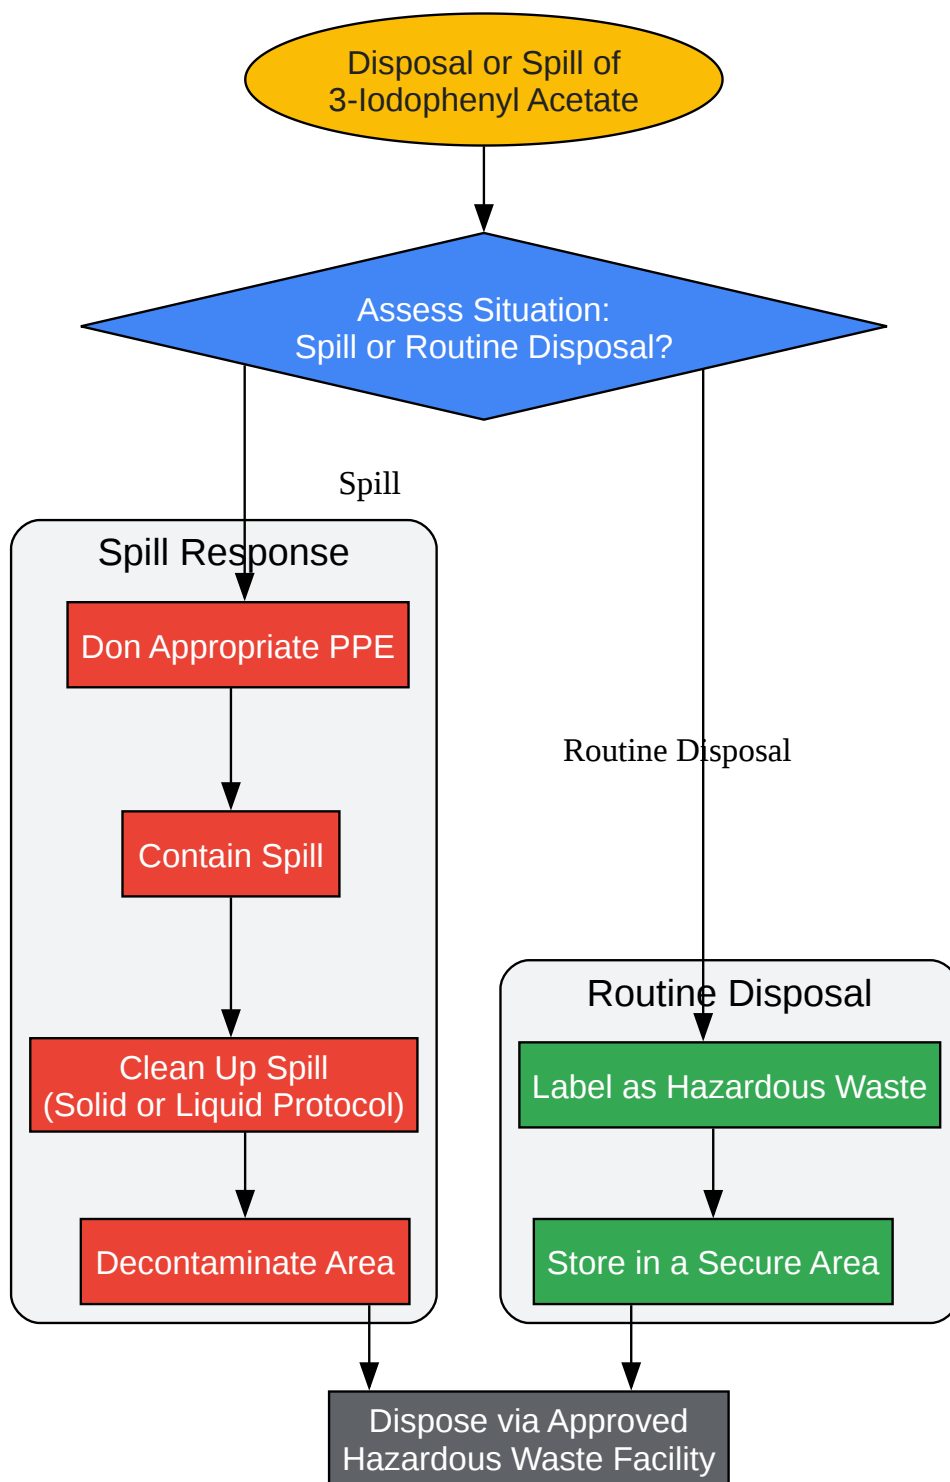 Disposal or Spill of
3-Iodophenyl Acetate
Assess Situation:
Spill or Routine Disposal?
Spill
Spill Response
Don Appropriate PPE
Contain Spill
Clean Up Spill
(Solid or Liquid Protocol)
Decontaminate Area
Routine Disposal
Routine Disposal
Label as Hazardous Waste
Store in a Secure Area
Dispose via Approved
Hazardous Waste Facility